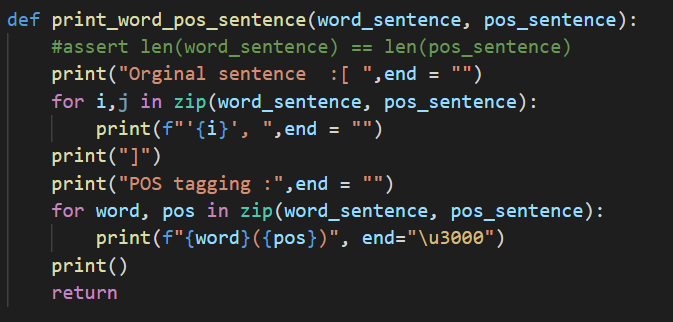 def print_word_pos_sentence(word_sentence, pos_sentence):
    #assert len(word_sentence) == len(pos_sentence)
    print("Orginal sentence  :[ ",end = "")
    for i,j in zip(word_sentence, pos_sentence):
        print(f"'{i}', ",end = "")
    print("]")
    print("POS tagging :",end = "")
    for word, pos in zip(word_sentence, pos_sentence):
        print(f"{word}({pos})", end="\u3000")
    print()
    return